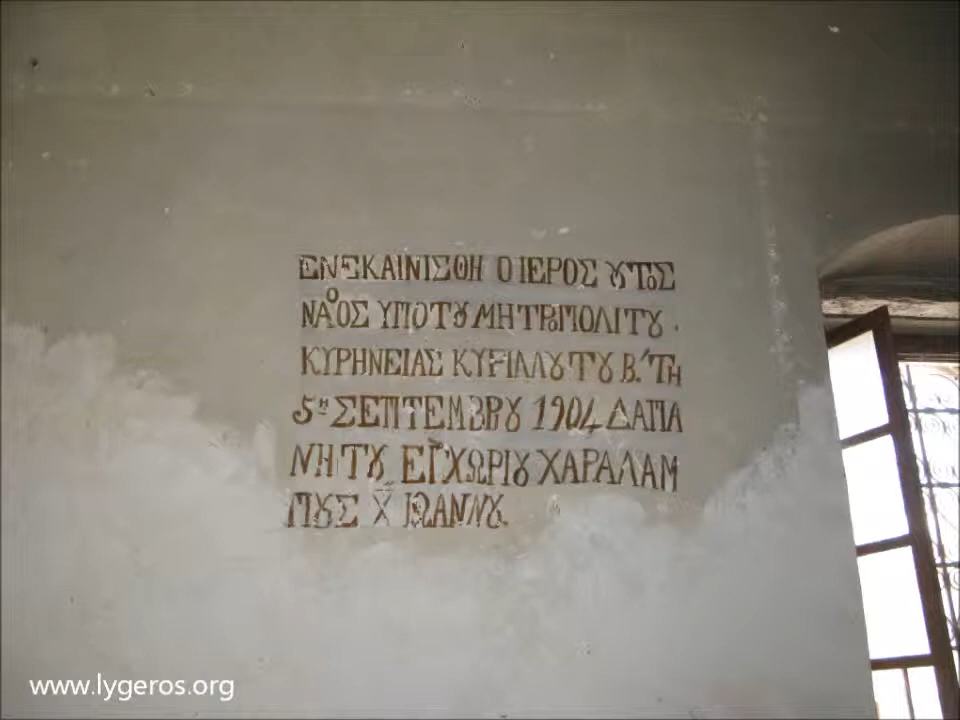 ΕΝΕΚΑΙΝΙΣΘΗ Ο ΙΕΡΟΣ ȣΤΟΣ
ΝΑΟΣ ΥΠΟ Τȣ ΜΗΤΡΟΠΟΛΙΤȣ
ΚΥΡΗΝΕΙΑΣ ΚΥΡΙΛΛȣ Τȣ Β.΄ ΤΗ
5ῃ ΣΕΠΤΕΜΒΡȣ 1904 ΔΑΠΑ
ΝΗ Τȣ ΕΓΧΩΡΙȣ ΧΑΡΑΛΑΜ
ΠȣΣ Χ ΙΩΑΝΝȣ.
www.lygeros.org